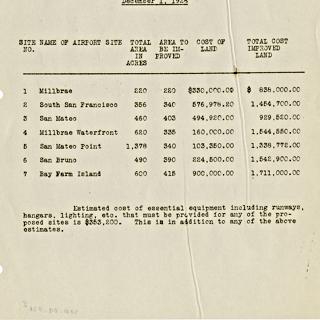 December 1, 1925
SITE NAME OF AIRPORT SITE TOTAL AREA TO COST OF TOTAL COST
NO. AREA BE IM- LAND IMPROVED
IN PROVED LAND
ACRES
1 Millbrae 220 220 $330,000.00 $ 838,000.00
2 South San Francisco 356 340 576,978.20 1,454,700.00
3 San Mateo 460 403 494,920.00 929,520.00
4 Millbrae Waterfront 620 335 160,000.00 1,544,550.00
5 San Mateo Point 1,378 340 103,350.00 1,338,772.00
6 San Bruno 490 390 224,500.00 1,542,900.00
7 Bay Farm Island 600 415 900,000.00 1,711,000.00
Estimated cost of essential equipment including runways,
hangars, lighting, etc. that must be provided for any of the pro-
posed sites is $353,200. This is in addition to any of the above
estimates.